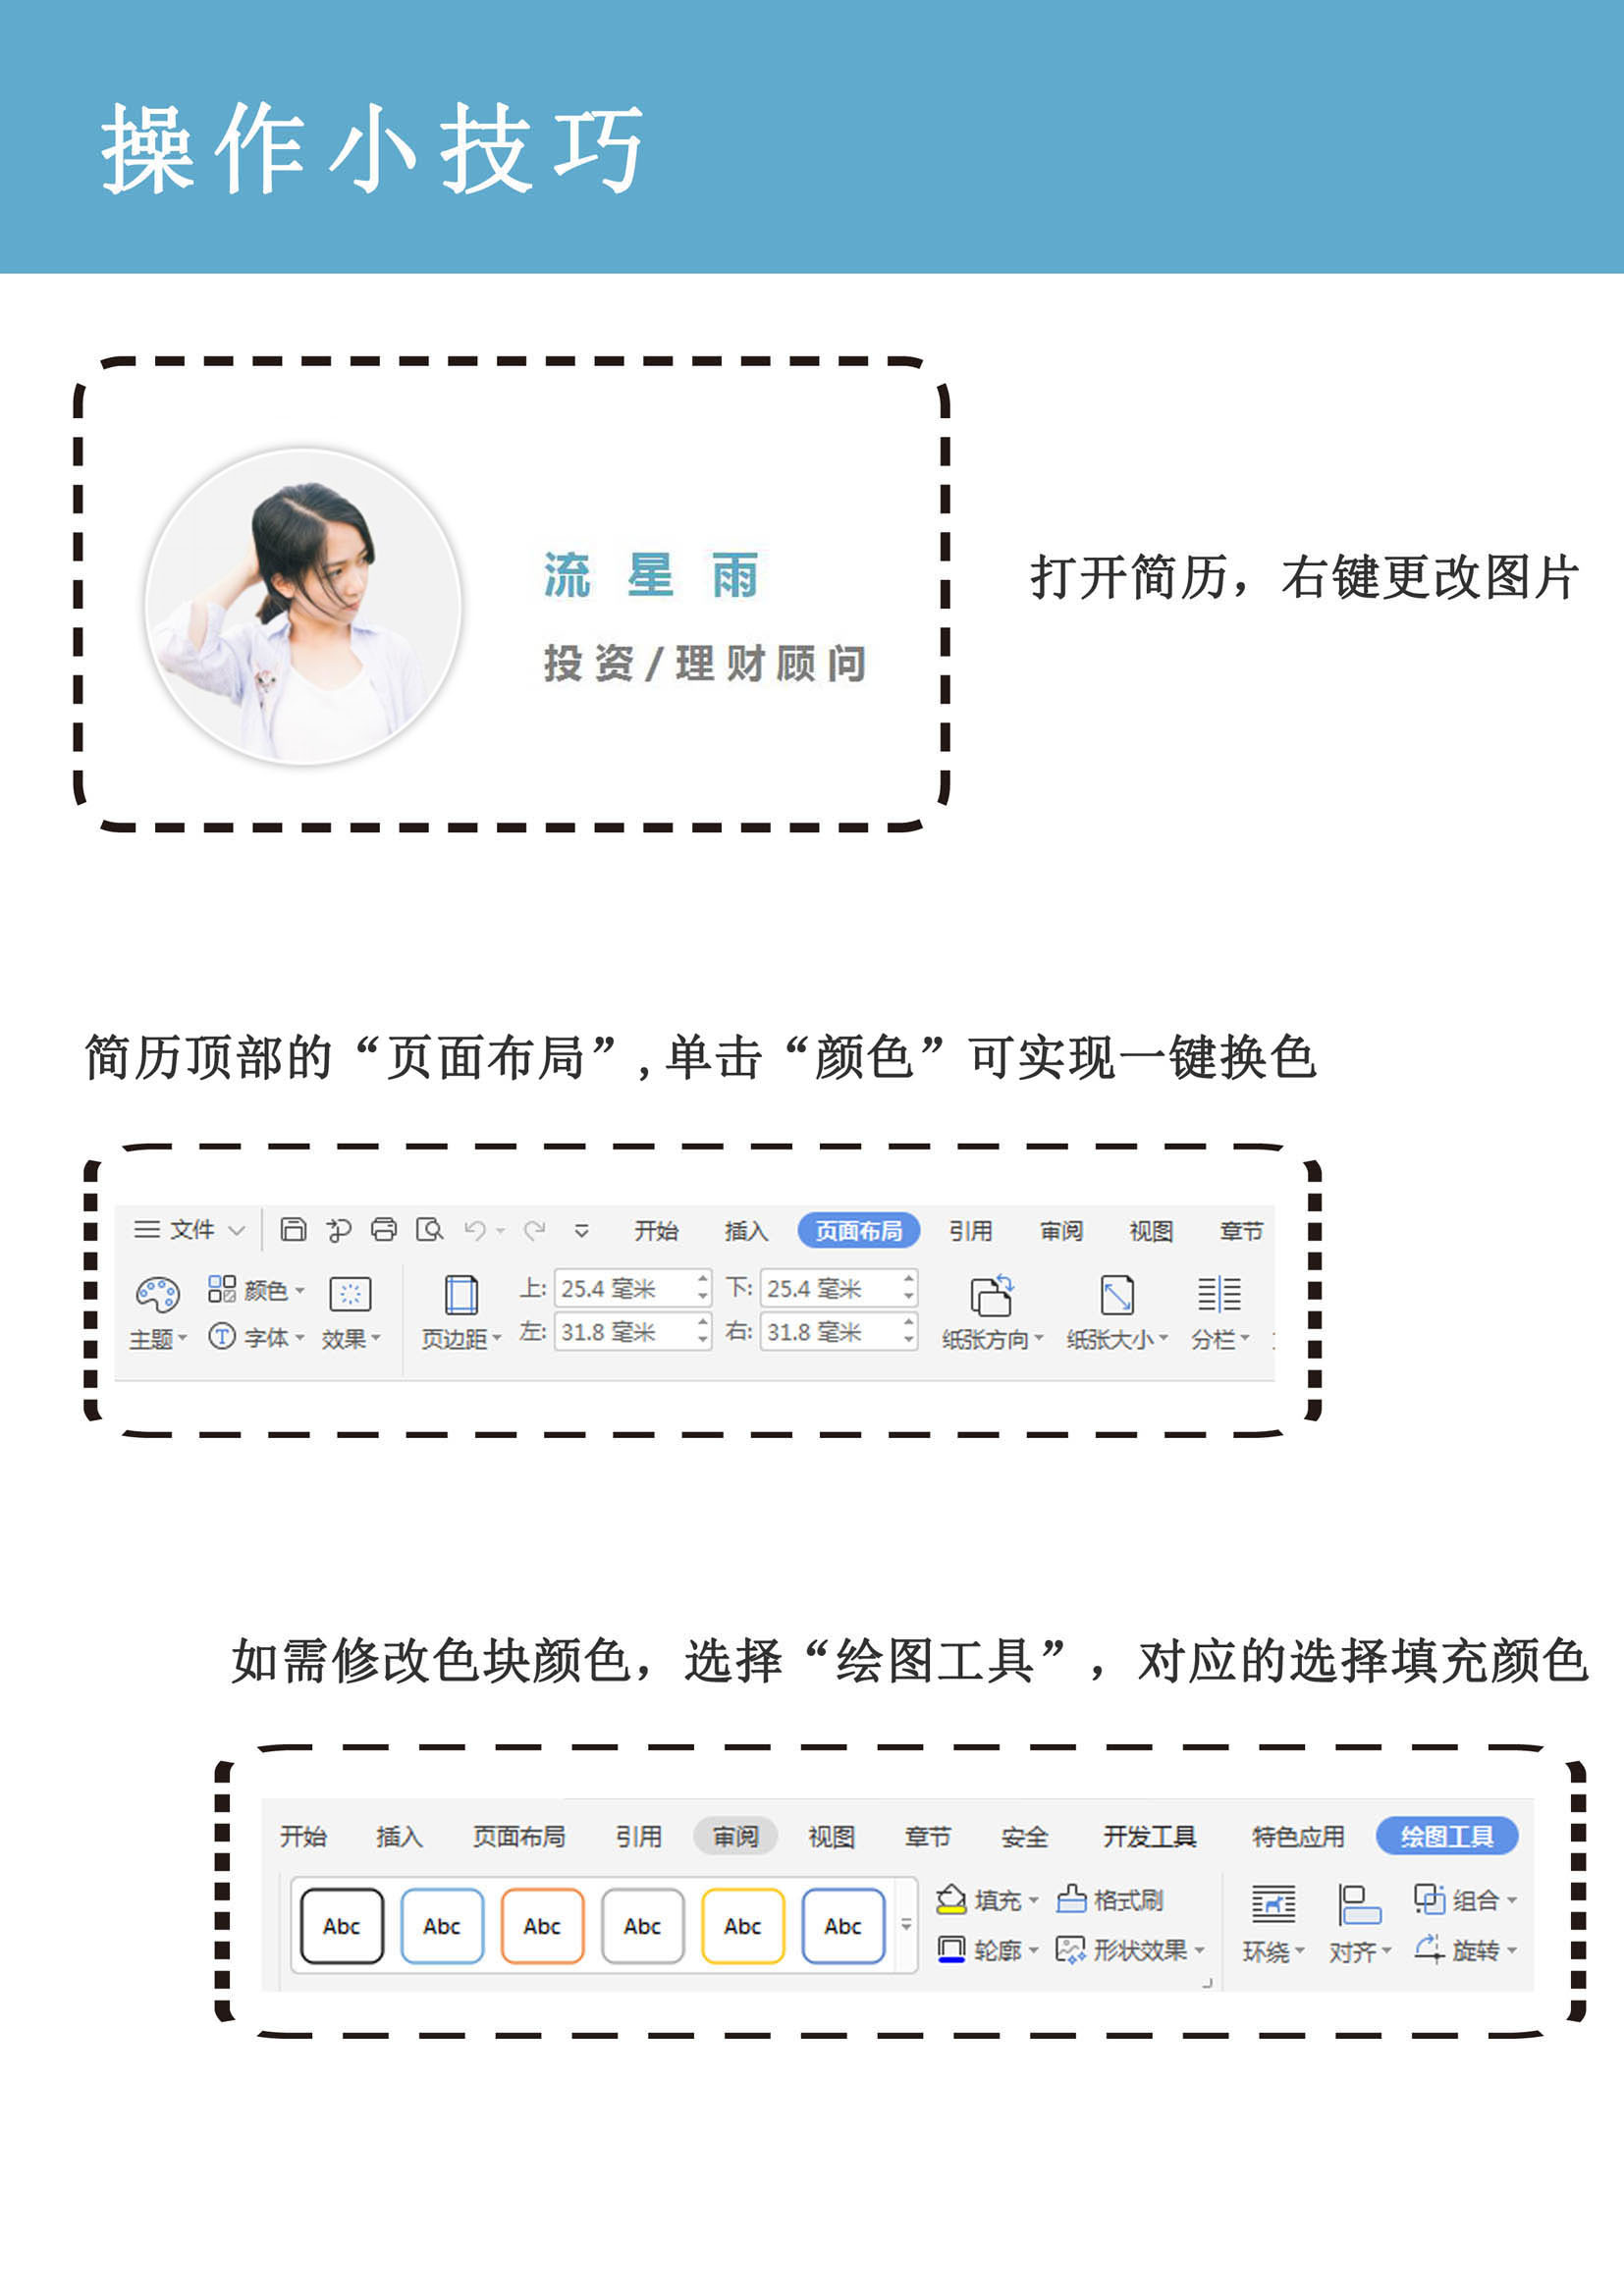 操作小技巧
流星雨
投资/理财顾问
打开简历，右键更改图片
简历顶部的“页面布局”,单击“颜色”可实现一键换色
文件 开始 插入 页面布局 引用 审阅 视图 章节
颜色 上: 25.4 毫米 下: 25.4 毫米
主题 字体 效果 页边距 左: 31.8 毫米 右: 31.8 毫米 纸张方向 纸张大小 分栏
如需修改色块颜色，选择“绘图工具”，对应的选择填充颜色
开始 插入 页面布局 引用 审阅 视图 章节 安全 开发工具 特色应用 绘图工具
Abc Abc Abc Abc Abc Abc 填充 格式刷 组合
轮廓 形状效果 环绕 对齐 旋转